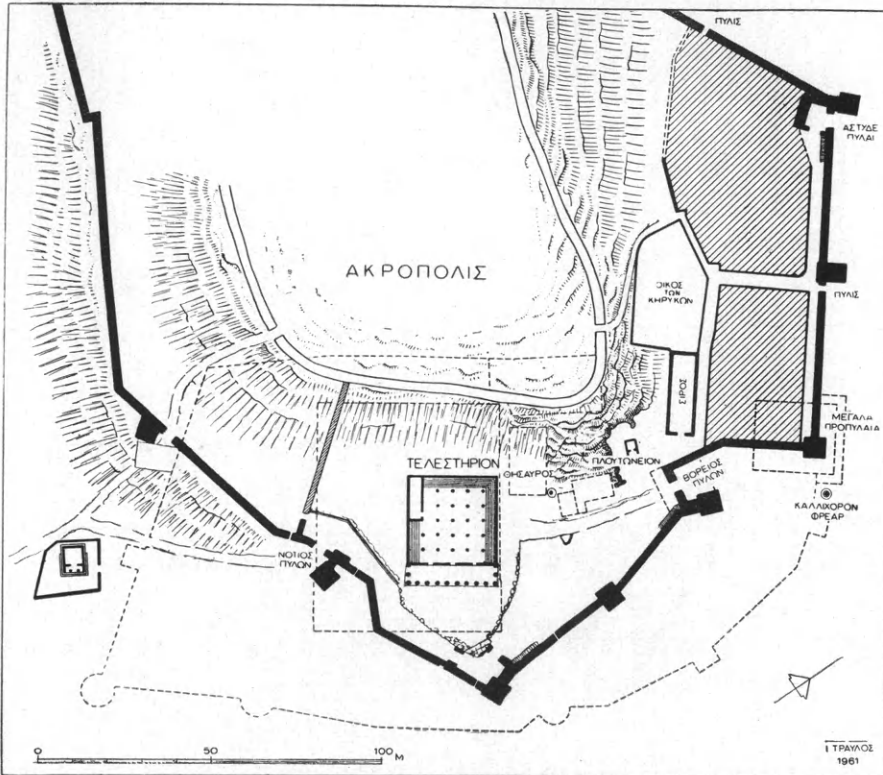 ΠΥΛΙΣ
ΑΣΤΥΔΕ
ΠΥΛΑΙ
ΑΚΡΟΠΟΛΙΣ
ΟΙΚΟΣ
ΤΩΝ
ΚΗΡΥΚΩΝ
ΠΥΛΙΣ
ΣΙΡΟΣ
ΜΕΓΑΛΑ
ΠΡΟΠΥΛΑΙΑ
ΤΕΛΕΣΤΗΡΙΟΝ
ΘΗΣΑΥΡΟΣ
ΠΛΟΥΤΩΝΕΙΟΝ
ΒΟΡΕΙΟΣ
ΠΥΛΩΝ
ΚΑΛΛΙΧΟΡΟΝ
ΦΡΕΑΡ
ΝΟΤΙΟΣ
ΠΥΛΩΝ
0 50 100 Μ
Ι ΤΡΑΥΛΟΣ
1961